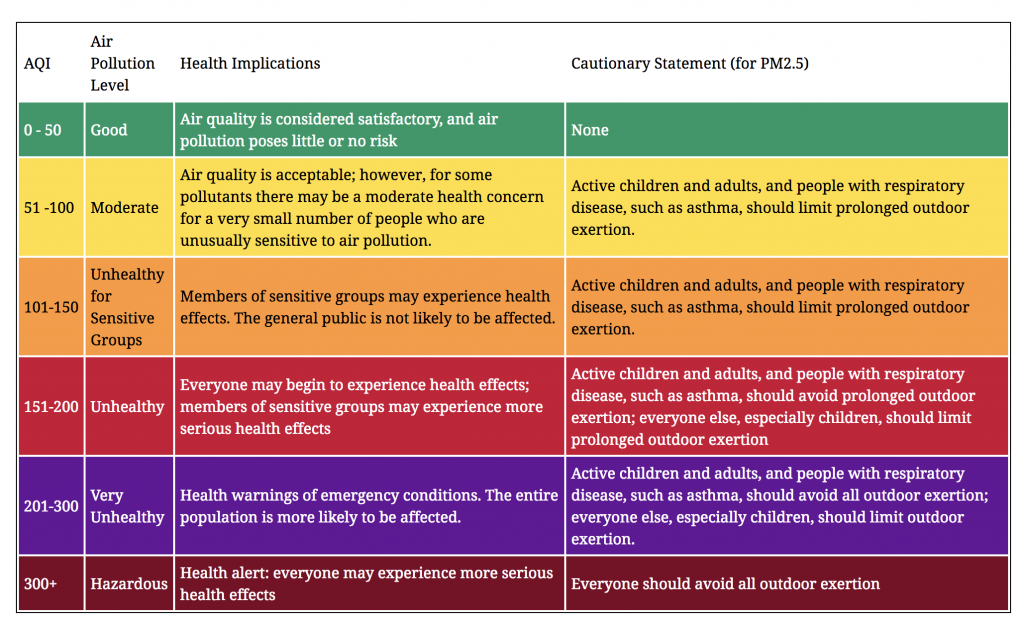 AQI
Air
Pollution
Level
Health Implications
Cautionary Statement (for PM2.5)
0 - 50
Good
Air quality is considered satisfactory, and air
pollution poses little or no risk
None
51 -100
Moderate
Air quality is acceptable; however, for some
pollutants there may be a moderate health concern
for a very small number of people who are
unusually sensitive to air pollution.
Active children and adults, and people with respiratory
disease, such as asthma, should limit prolonged outdoor
exertion.
101-150
Unhealthy
for
Sensitive
Groups
Members of sensitive groups may experience health
effects. The general public is not likely to be affected.
Active children and adults, and people with respiratory
disease, such as asthma, should limit prolonged outdoor
exertion.
151-200
Unhealthy
Everyone may begin to experience health effects;
members of sensitive groups may experience more
serious health effects
Active children and adults, and people with respiratory
disease, such as asthma, should avoid prolonged outdoor
exertion; everyone else, especially children, should limit
prolonged outdoor exertion
201-300
Very
Unhealthy
Health warnings of emergency conditions. The entire
population is more likely to be affected.
Active children and adults, and people with respiratory
disease, such as asthma, should avoid all outdoor exertion;
everyone else, especially children, should limit outdoor
exertion.
300+
Hazardous
Health alert: everyone may experience more serious
health effects
Everyone should avoid all outdoor exertion